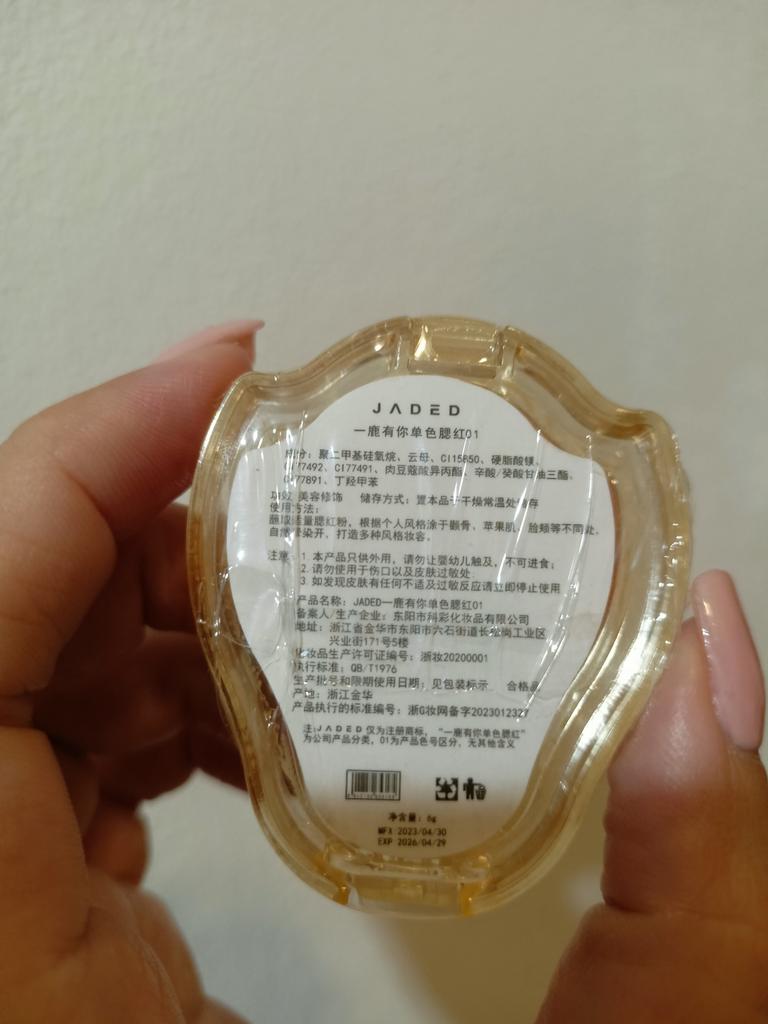 JADED
一鹿有你单色腮红01
成分：聚二甲基硅氧烷、云母、CI15850、硬脂酸镁、
CI77492、CI77491、肉豆蔻酸异丙酯、辛酸/癸酸甘油三酯、
CI77891、丁羟甲苯
功效：美容修饰 储存方式：置本品于干燥常温处储存
使用方法：
蘸取适量腮红粉，根据个人风格涂于颧骨、苹果肌、脸颊等不同处，
自然晕染开，打造多种风格妆容。
注意：1.本产品只供外用，请勿让婴幼儿触及，不可进食；
2.请勿使用于伤口以及皮肤过敏处
3.如发现皮肤有任何不适及过敏反应请立即停止使用
产品名称：JADED一鹿有你单色腮红01
备案人/生产企业：东阳市科彩化妆品有限公司
地址：浙江省金华市东阳市六石街道长松岗工业区
兴业街171号5楼
化妆品生产许可证编号：浙妆20200001
执行标准：QB/T1976
生产批号和限期使用日期：见包装标示 合格品
产地：浙江金华
产品执行的标准编号：浙G妆网备字2023012327
注:JADED仅为注册商标，“一鹿有你单色腮红”
为公司产品分类，01为产品色号区分，无其他含义
净含量：6g
MFX 2023/04/30
EXP 2026/04/29